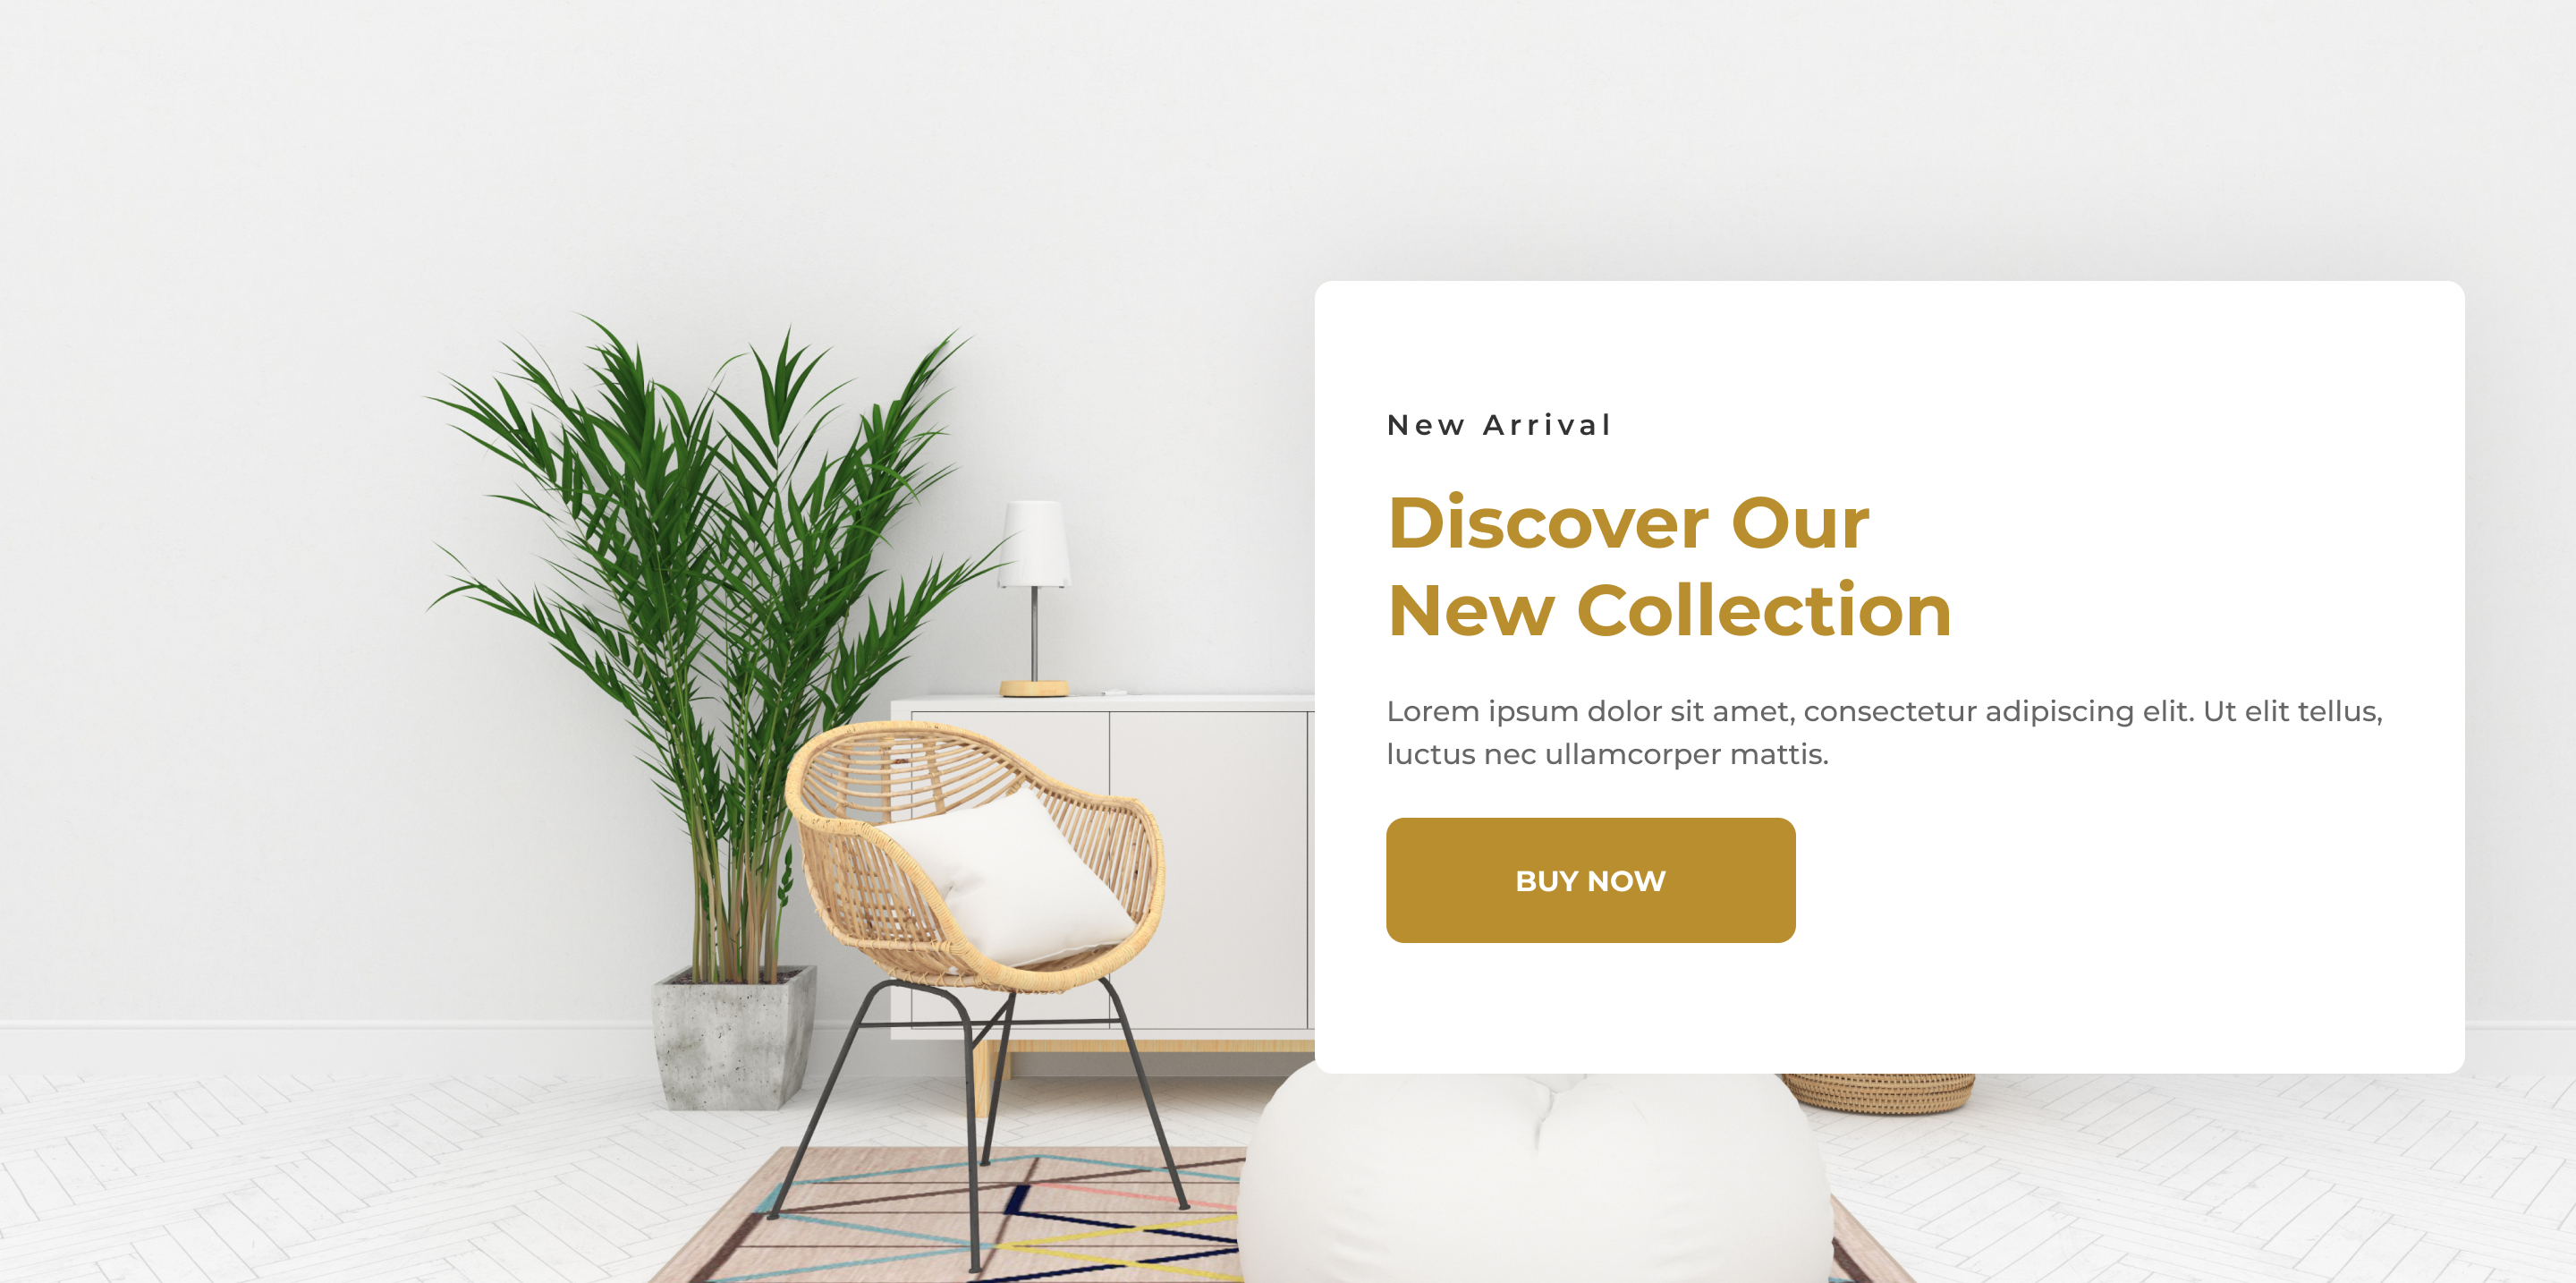 New Arrival
Discover Our
New Collection
Lorem ipsum dolor sit amet, consectetur adipiscing elit. Ut elit tellus,
luctus nec ullamcorper mattis.
BUY NOW